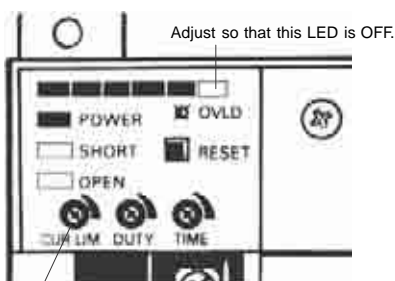 Adjust so that this LED is OFF.
POWER
OVLD
SHORT
RESET
OPEN
CUR LIM DUTY TIME